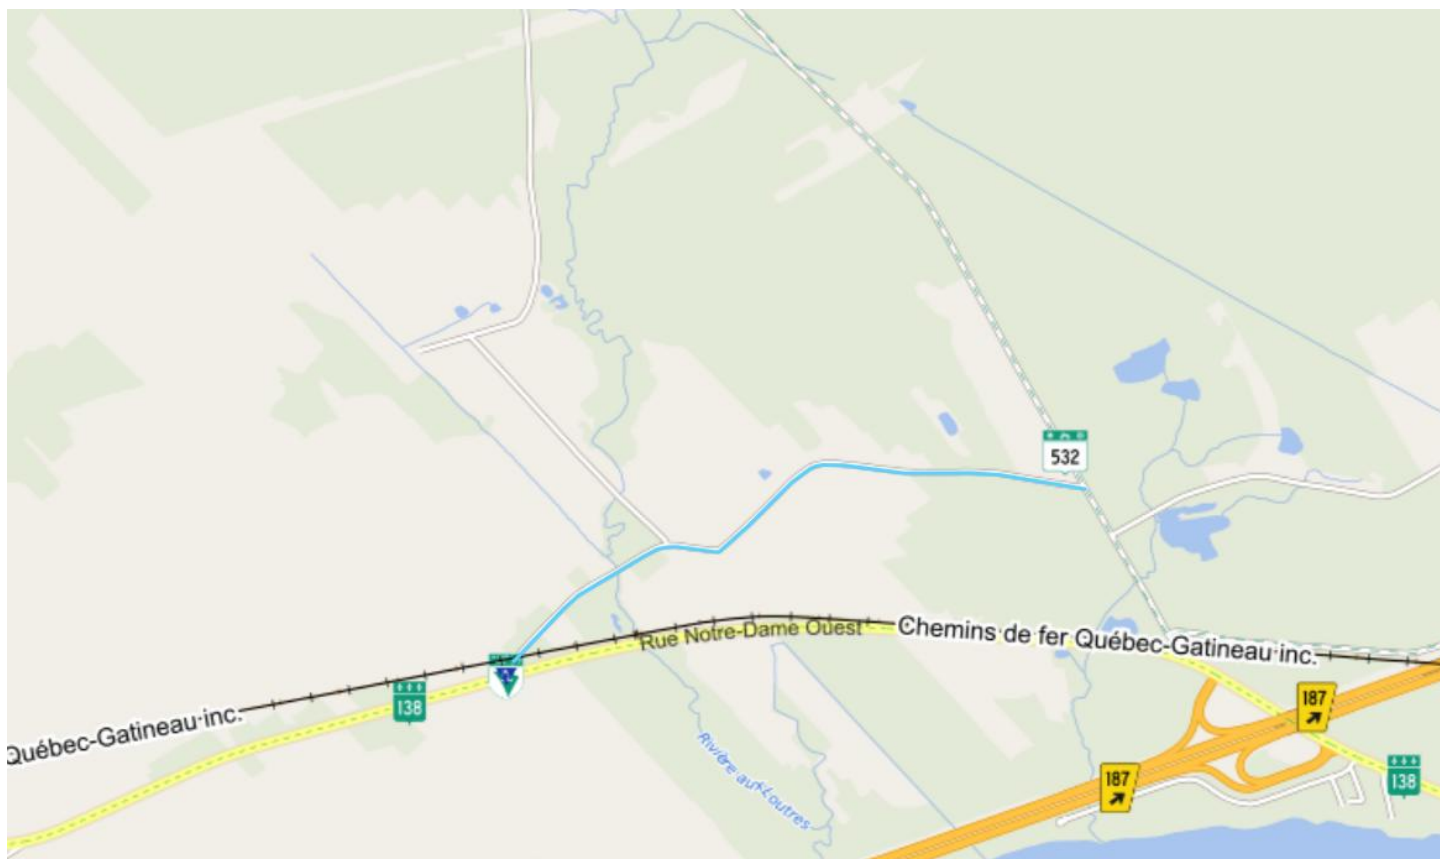 532
Rue Notre-Dame Ouest
Chemins de fer Québec-Gatineau inc.
138
Québec-Gatineau inc.
187
187
138
Rivière aux Loutres